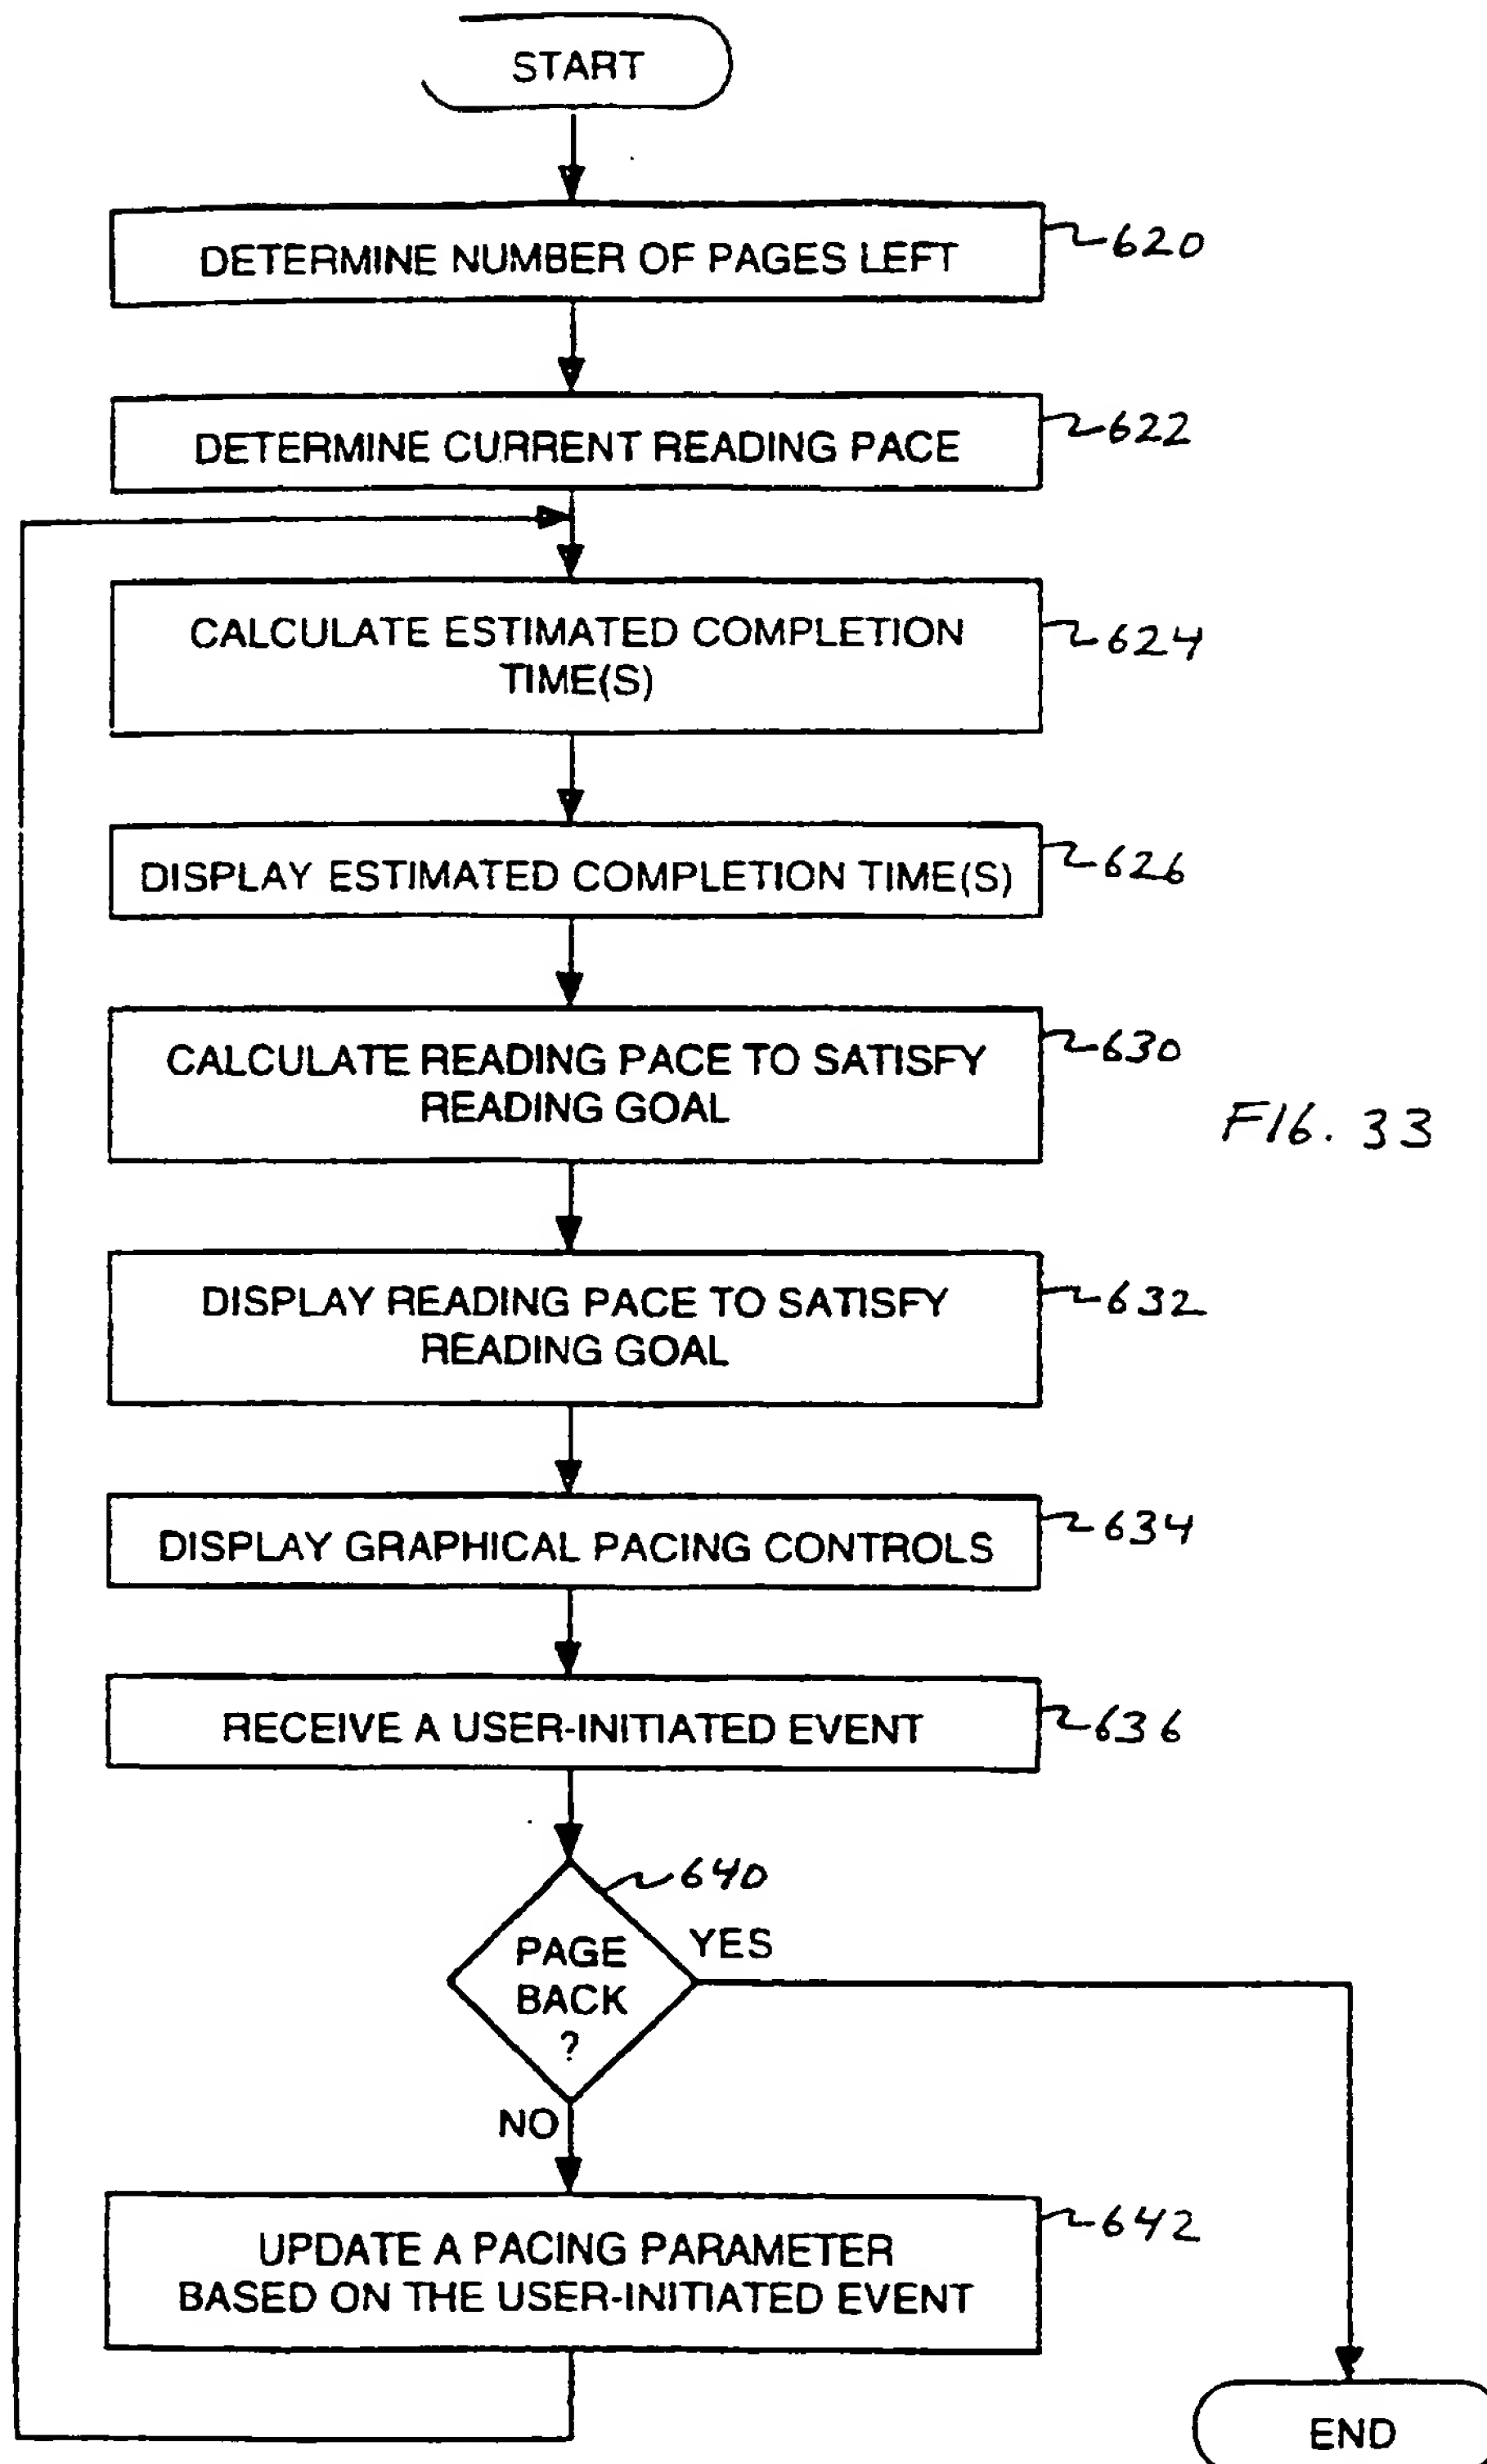 START
DETERMINE NUMBER OF PAGES LEFT
620
DETERMINE CURRENT READING PACE
622
CALCULATE ESTIMATED COMPLETION
TIME(S)
624
DISPLAY ESTIMATED COMPLETION TIME(S)
626
CALCULATE READING PACE TO SATISFY
READING GOAL
630
FIG. 33
DISPLAY READING PACE TO SATISFY
READING GOAL
632
DISPLAY GRAPHICAL PACING CONTROLS
634
RECEIVE A USER-INITIATED EVENT
636
640
PAGE
BACK
?
YES
NO
UPDATE A PACING PARAMETER
BASED ON THE USER-INITIATED EVENT
642
END